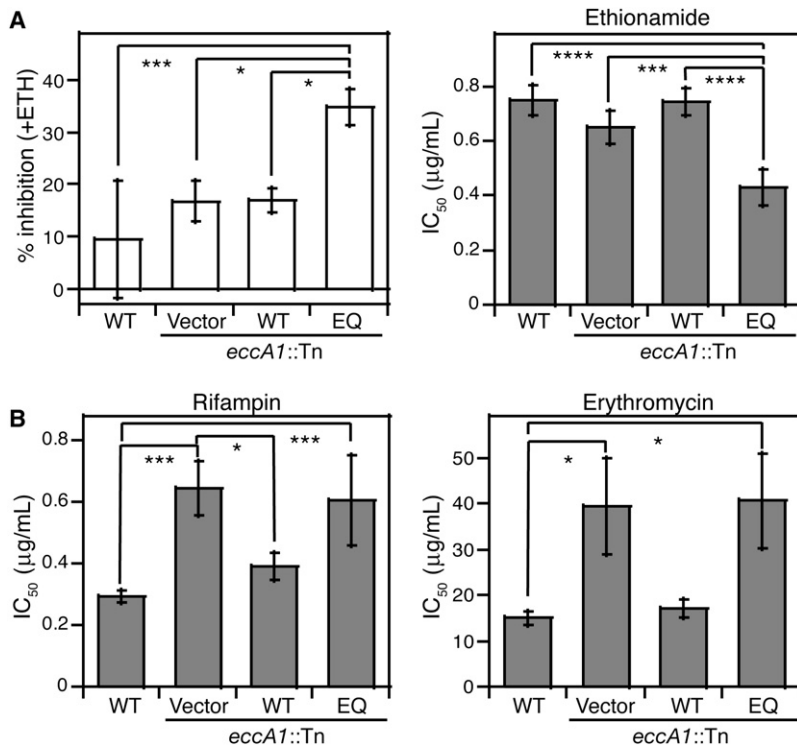 A
% inhibition (+ETH)
40
30
20
10
0
***
*
*
WT
Vector
WT
EQ
eccA1::Tn
Ethionamide
IC50 (μg/mL)
0.8
0.6
0.4
0.2
0
****
***
****
WT
Vector
WT
EQ
eccA1::Tn
B
Rifampin
IC50 (μg/mL)
0.8
0.6
0.4
0.2
0
***
*
***
WT
Vector
WT
EQ
eccA1::Tn
Erythromycin
IC50 (μg/mL)
50
40
30
20
10
0
*
*
WT
Vector
WT
EQ
eccA1::Tn